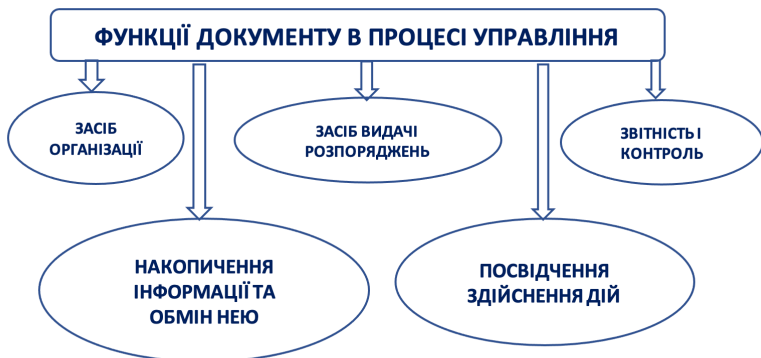 ФУНКЦІЇ ДОКУМЕНТУ В ПРОЦЕСІ УПРАВЛІННЯ
ЗАСІБ
ОРГАНІЗАЦІЇ
ЗАСІБ ВИДАЧІ
РОЗПОРЯДЖЕНЬ
ЗВІТНІСТЬ І
КОНТРОЛЬ
НАКОПИЧЕННЯ
ІНФОРМАЦІЇ ТА
ОБМІН НЕЮ
ПОСВІДЧЕННЯ
ЗДІЙСНЕННЯ ДІЙ